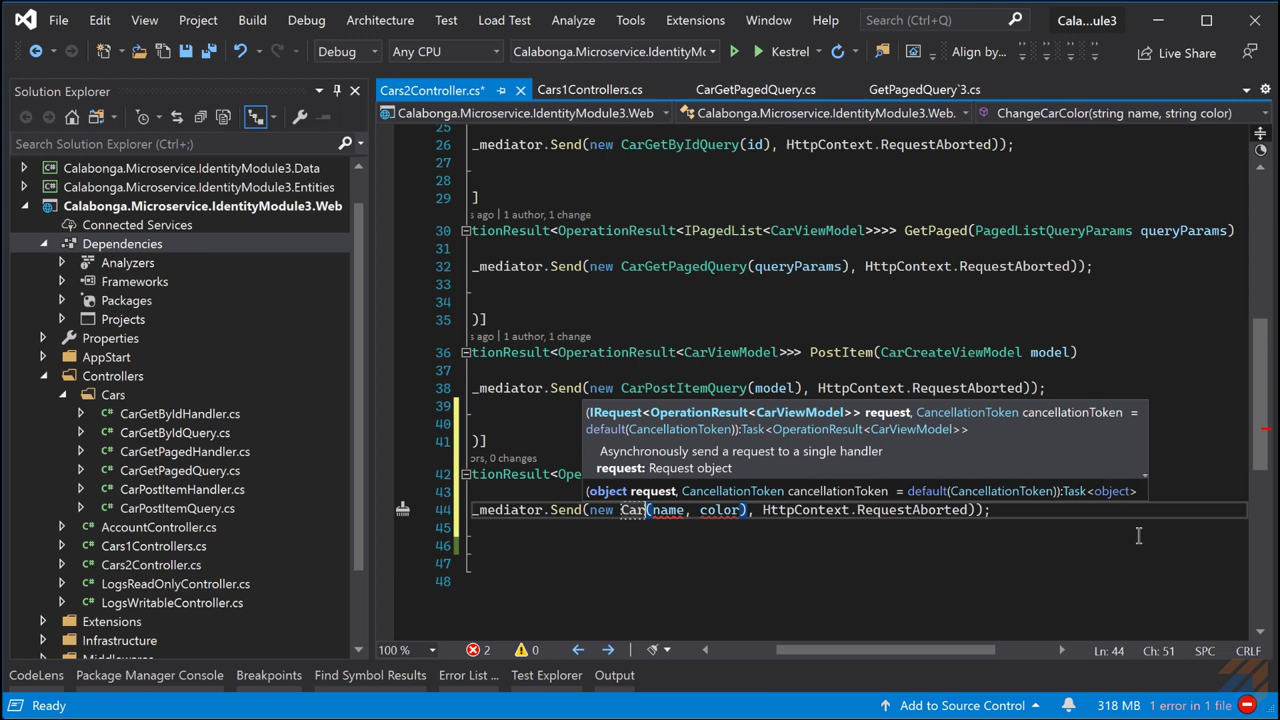 File Edit View Project Build Debug Architecture Test Load Test Analyze Tools Extensions Window Help Search (Ctrl+;) Cala...ule3
Debug Any CPU Calabonga.Microservice.IdentityMc Kestrel Align by... Live Share
Solution Explorer
Search Solution Explorer (Ctrl+;)
Calabonga.Microservice.IdentityModule3.Data
Calabonga.Microservice.IdentityModule3.Entities
Calabonga.Microservice.IdentityModule3.Web
Connected Services
Dependencies
Analyzers
Frameworks
Packages
Projects
Properties
AppStart
Controllers
Cars
CarGetByIdHandler.cs
CarGetByIdQuery.cs
CarGetPagedHandler.cs
CarGetPagedQuery.cs
CarPostItemHandler.cs
CarPostItemQuery.cs
AccountController.cs
Cars1Controllers.cs
Cars2Controller.cs
LogsReadOnlyController.cs
LogsWritableController.cs
Extensions
Infrastructure
Middlewares
Cars2Controller.cs* Cars1Controllers.cs CarGetPagedQuery.cs GetPagedQuery`3.cs
Calabonga.Microservice.IdentityModule3.Web Calabonga.Microservice.IdentityModule3.Web. ChangeCarColor(string name, string color)
25
26 _mediator.Send(new CarGetByIdQuery(id), HttpContext.RequestAborted));
27
28
29 ]
s ago | 1 author, 1 change
30 tionResult<OperationResult<IPagedList<CarViewModel>>>> GetPaged(PagedListQueryParams queryParams)
31
32 _mediator.Send(new CarGetPagedQuery(queryParams), HttpContext.RequestAborted));
33
34
35 )]
s ago | 1 author, 1 change
36 tionResult<OperationResult<CarViewModel>>> PostItem(CarCreateViewModel model)
37
38 _mediator.Send(new CarPostItemQuery(model), HttpContext.RequestAborted));
39
40
41 )]
ors, 0 changes
42 tionResult<Ope
43
44 _mediator.Send(new Car(name, color), HttpContext.RequestAborted));
45
46
47
48
(IRequest<OperationResult<CarViewModel>> request, CancellationToken cancellationToken =
default(CancellationToken)):Task<OperationResult<CarViewModel>>
Asynchronously send a request to a single handler
request: Request object
(object request, CancellationToken cancellationToken = default(CancellationToken)):Task<object>
100 % 2 0 Ln: 44 Ch: 51 SPC CRLF
CodeLens Package Manager Console Breakpoints Find Symbol Results Error List ... Test Explorer Output
Ready Add to Source Control 318 MB 1 error in 1 file